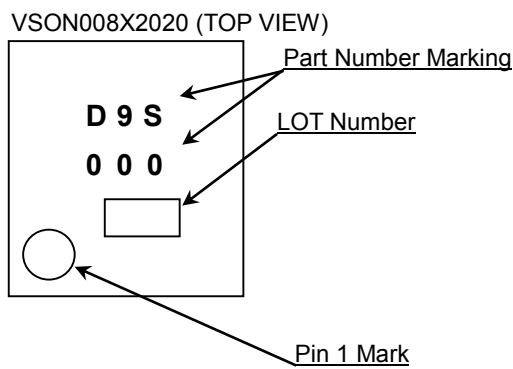 VSON008X2020 (TOP VIEW)
Part Number Marking
D 9 S
LOT Number
0 0 0
Pin 1 Mark